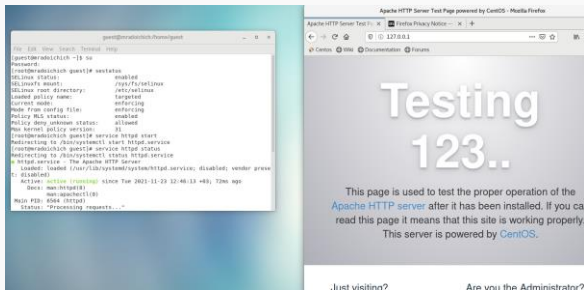 guest@mradoichich:/home/guest
File Edit View Search Terminal Help
[guest@mradoichich ~]$ su
Password:
[root@mradoichich guest]# sestatus
SELinux status: enabled
SELinuxfs mount: /sys/fs/selinux
SELinux root directory: /etc/selinux
Loaded policy name: targeted
Current mode: enforcing
Mode from config file: enforcing
Policy MLS status: enabled
Policy deny_unknown status: allowed
Max kernel policy version: 31
[root@mradoichich guest]# service httpd start
Redirecting to /bin/systemctl start httpd.service
[root@mradoichich guest]# service httpd status
Redirecting to /bin/systemctl status httpd.service
● httpd.service - The Apache HTTP Server
Loaded: loaded (/usr/lib/systemd/system/httpd.service; disabled; vendor prese
t: disabled)
Active: active (running) since Tue 2021-11-23 12:46:13 +03; 72ms ago
Docs: man:httpd(8)
man:apachectl(8)
Main PID: 6564 (httpd)
Status: "Processing requests..."
Apache HTTP Server Test Page powered by CentOS - Mozilla Firefox
Apache HTTP Server Test P
Firefox Privacy Notice —
127.0.0.1
Centos Wiki Documentation Forums
Testing
123..
This page is used to test the proper operation of the
Apache HTTP server after it has been installed. If you ca
read this page it means that this site is working properly.
This server is powered by CentOS.
Just visiting? Are you the Administrator?